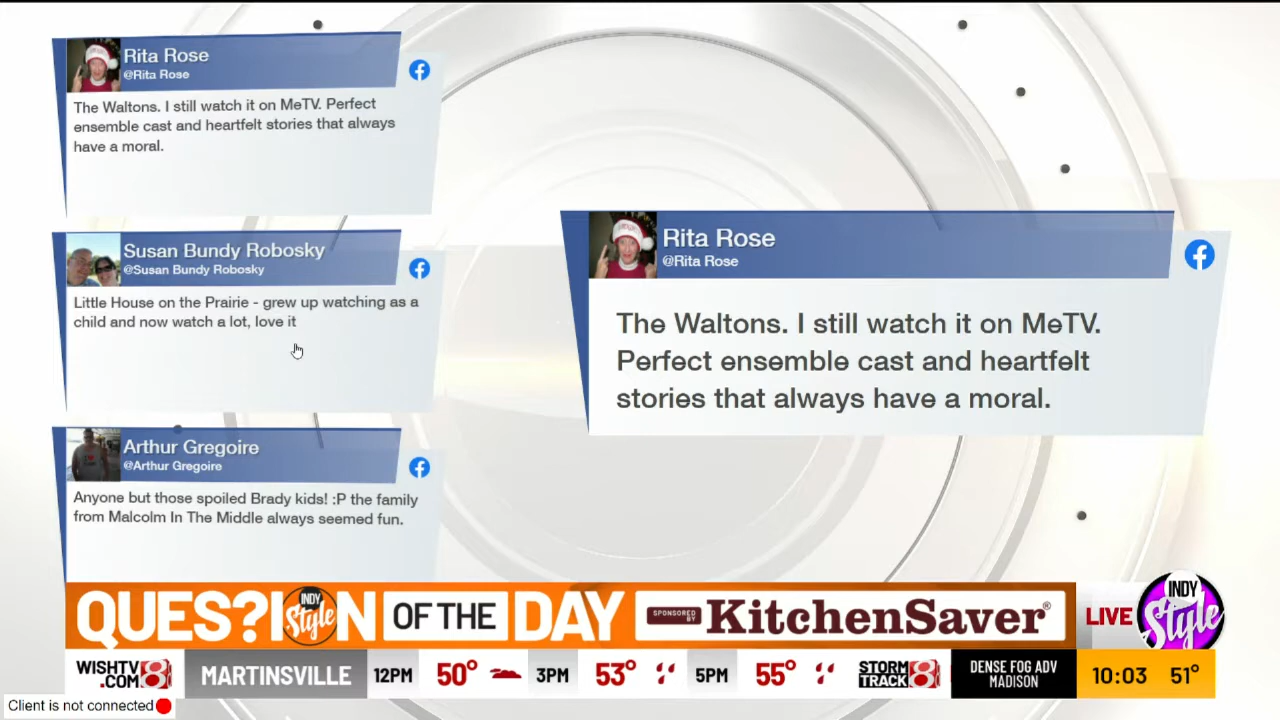 Rita Rose
@Rita Rose
The Waltons. I still watch it on MeTV. Perfect
ensemble cast and heartfelt stories that always
have a moral.
Susan Bundy Robosky
@Susan Bundy Robosky
Little House on the Prairie - grew up watching as a
child and now watch a lot, love it
Arthur Gregoire
@Arthur Gregoire
Anyone but those spoiled Brady kids! :P the family
from Malcolm In The Middle always seemed fun.
Rita Rose
@Rita Rose
The Waltons. I still watch it on MeTV.
Perfect ensemble cast and heartfelt
stories that always have a moral.
QUES?I INDY Style N OF THE DAY SPONSORED BY KitchenSaver®
LIVE INDY Style
WISHTV.COM 8 MARTINSVILLE 12PM 50° 3PM 53° 5PM 55° STORM TRACK 8 DENSE FOG ADV MADISON 10:03 51°
Client is not connected